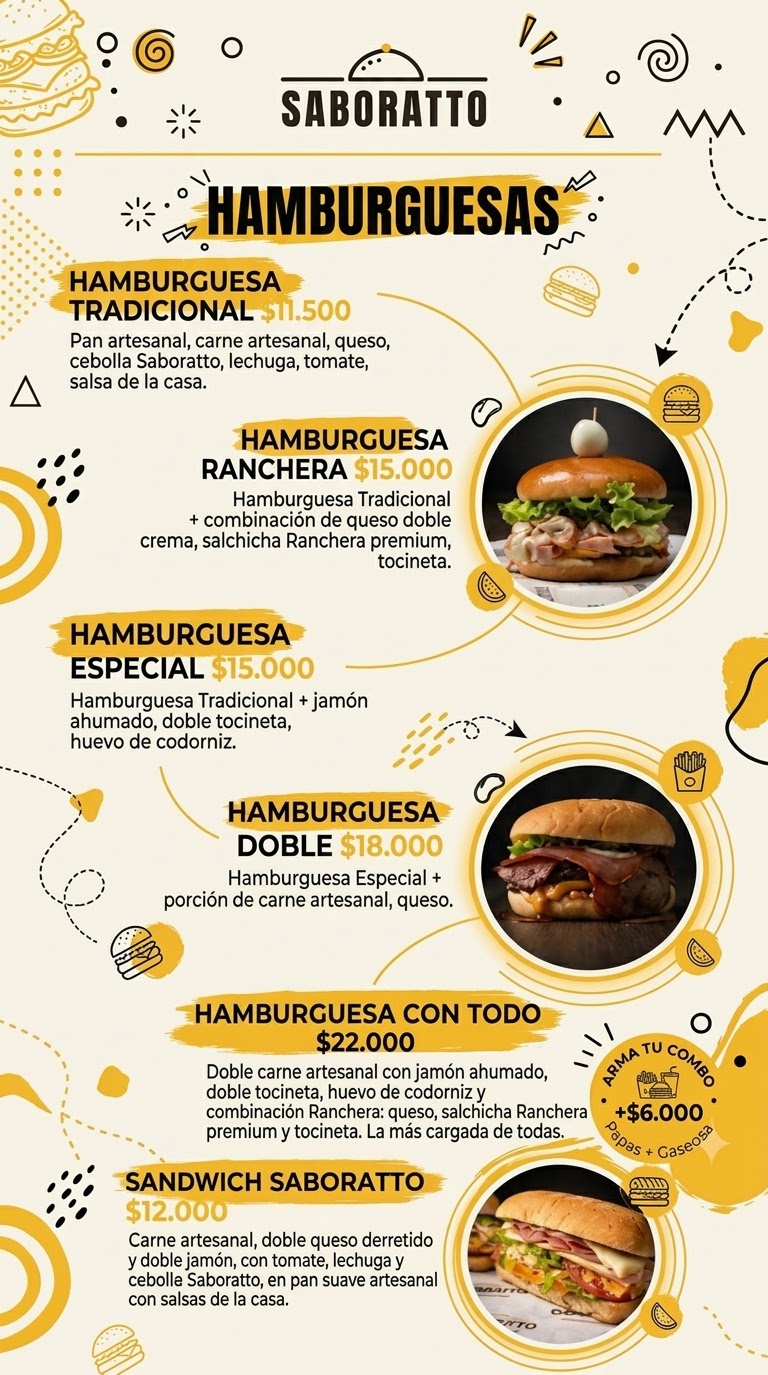 SABORATTO
HAMBURGUESAS
HAMBURGUESA
TRADICIONAL $11.500
Pan artesanal, carne artesanal, queso,
cebolla Saboratto, lechuga, tomate,
salsa de la casa.
HAMBURGUESA
RANCHERA $15.000
Hamburguesa Tradicional
+ combinación de queso doble
crema, salchicha Ranchera premium,
tocineta.
HAMBURGUESA
ESPECIAL $15.000
Hamburguesa Tradicional + jamón
ahumado, doble tocineta,
huevo de codorniz.
HAMBURGUESA
DOBLE $18.000
Hamburguesa Especial +
porción de carne artesanal, queso.
HAMBURGUESA CON TODO
$22.000
Doble carne artesanal con jamón ahumado,
doble tocineta, huevo de codorniz y
combinación Ranchera: queso, salchicha Ranchera
premium y tocineta. La más cargada de todas.
ARMA TU COMBO
+$6.000
Papas + Gaseosa
SANDWICH SABORATTO
$12.000
Carne artesanal, doble queso derretido
y doble jamón, con tomate, lechuga y
cebolle Saboratto, en pan suave artesanal
con salsas de la casa.